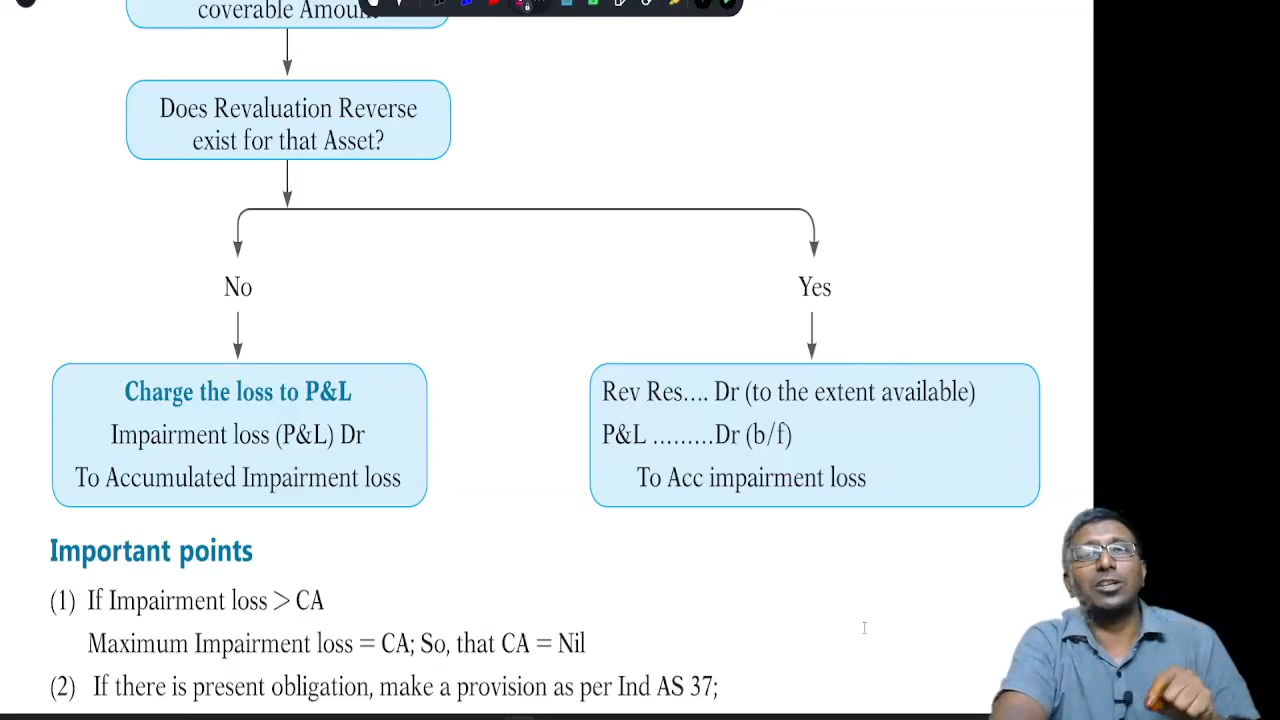 coverable Amount
Does Revaluation Reverse
exist for that Asset?
No
Yes
Charge the loss to P&L
Impairment loss (P&L) Dr
To Accumulated Impairment loss
Rev Res.... Dr (to the extent available)
P&L .........Dr (b/f)
To Acc impairment loss
Important points
(1) If Impairment loss > CA
Maximum Impairment loss = CA; So, that CA = Nil
(2) If there is present obligation, make a provision as per Ind AS 37;